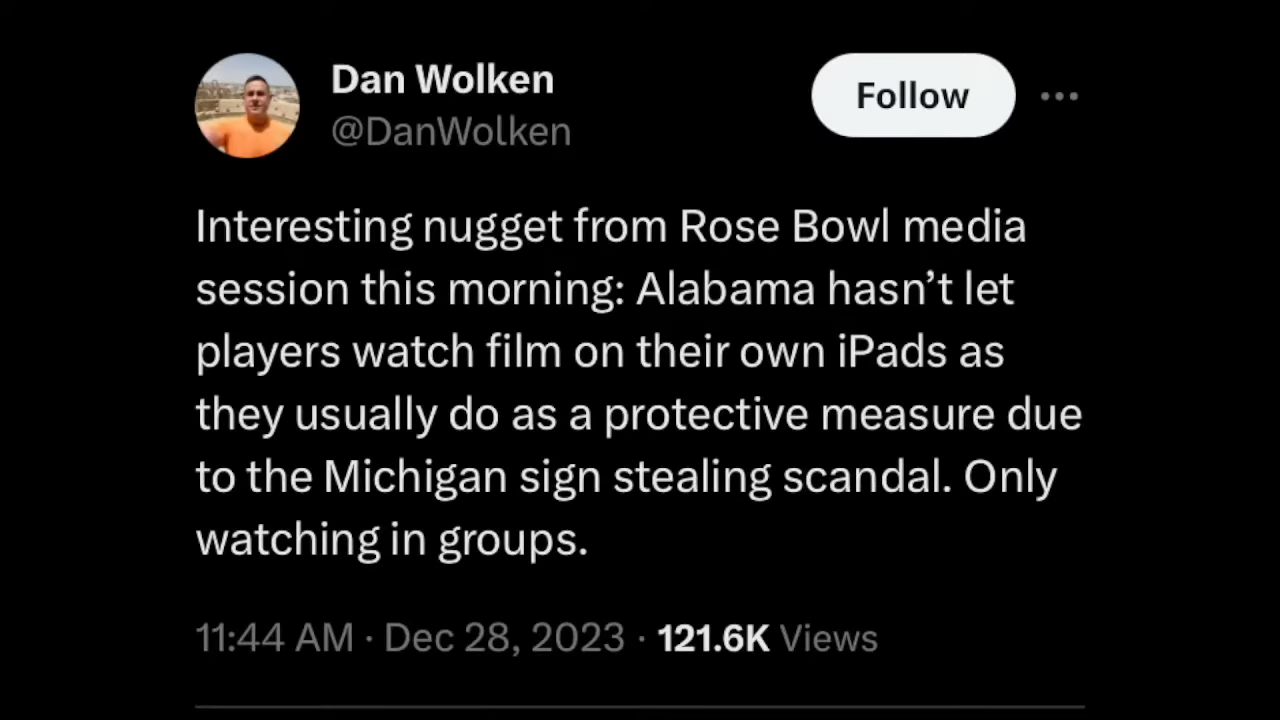 Dan Wolken
@DanWolken
Follow
Interesting nugget from Rose Bowl media
session this morning: Alabama hasn’t let
players watch film on their own iPads as
they usually do as a protective measure due
to the Michigan sign stealing scandal. Only
watching in groups.
11:44 AM · Dec 28, 2023 · 121.6K Views